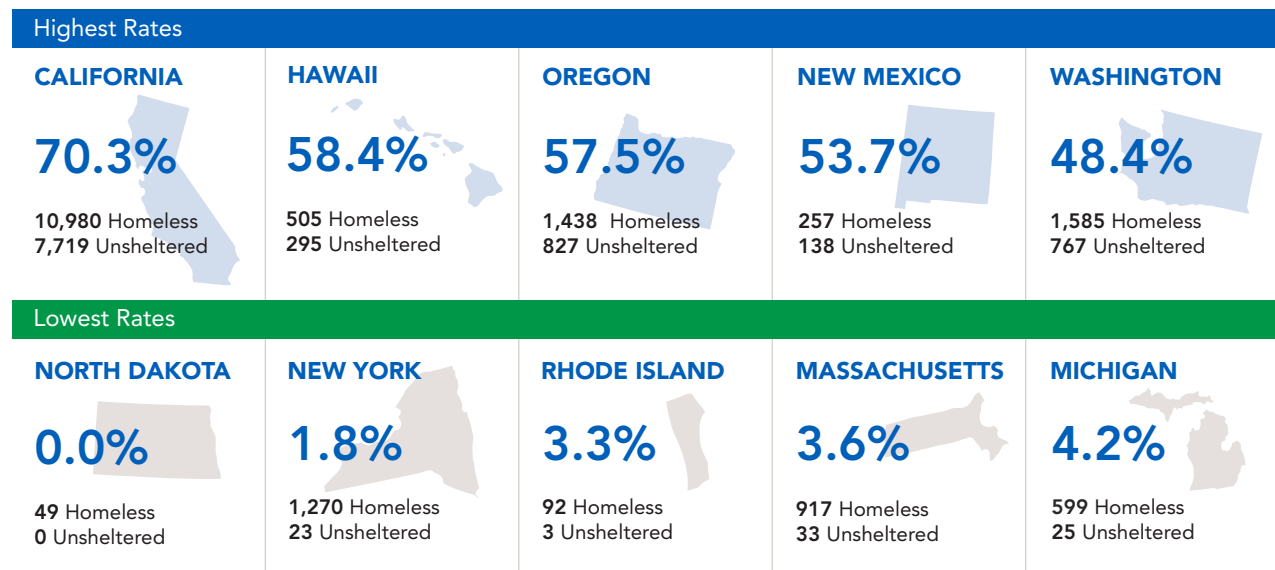 Highest Rates
CALIFORNIA
70.3%
10,980 Homeless
7,719 Unsheltered
HAWAII
58.4%
505 Homeless
295 Unsheltered
OREGON
57.5%
1,438 Homeless
827 Unsheltered
NEW MEXICO
53.7%
257 Homeless
138 Unsheltered
WASHINGTON
48.4%
1,585 Homeless
767 Unsheltered
Lowest Rates
NORTH DAKOTA
0.0%
49 Homeless
0 Unsheltered
NEW YORK
1.8%
1,270 Homeless
23 Unsheltered
RHODE ISLAND
3.3%
92 Homeless
3 Unsheltered
MASSACHUSETTS
3.6%
917 Homeless
33 Unsheltered
MICHIGAN
4.2%
599 Homeless
25 Unsheltered